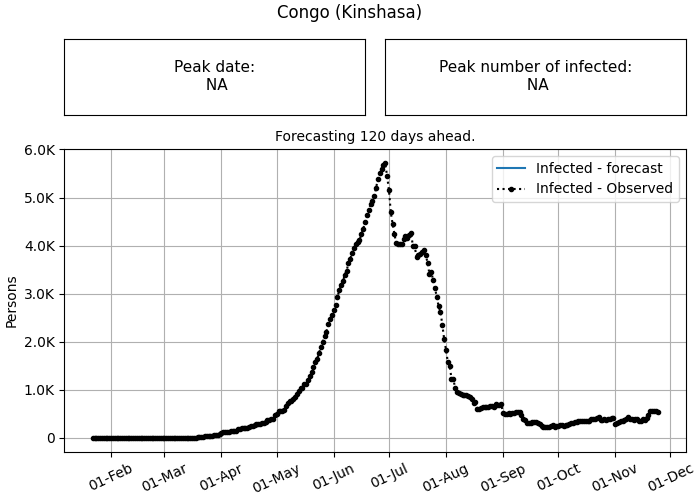 Congo (Kinshasa)
Peak date:
NA
Peak number of infected:
NA
Forecasting 120 days ahead.
6.0K
5.0K
4.0K
3.0K
2.0K
1.0K
0
Persons
Infected - forecast
Infected - Observed
01-Feb
01-Mar
01-Apr
01-May
01-Jun
01-Jul
01-Aug
01-Sep
01-Oct
01-Nov
01-Dec